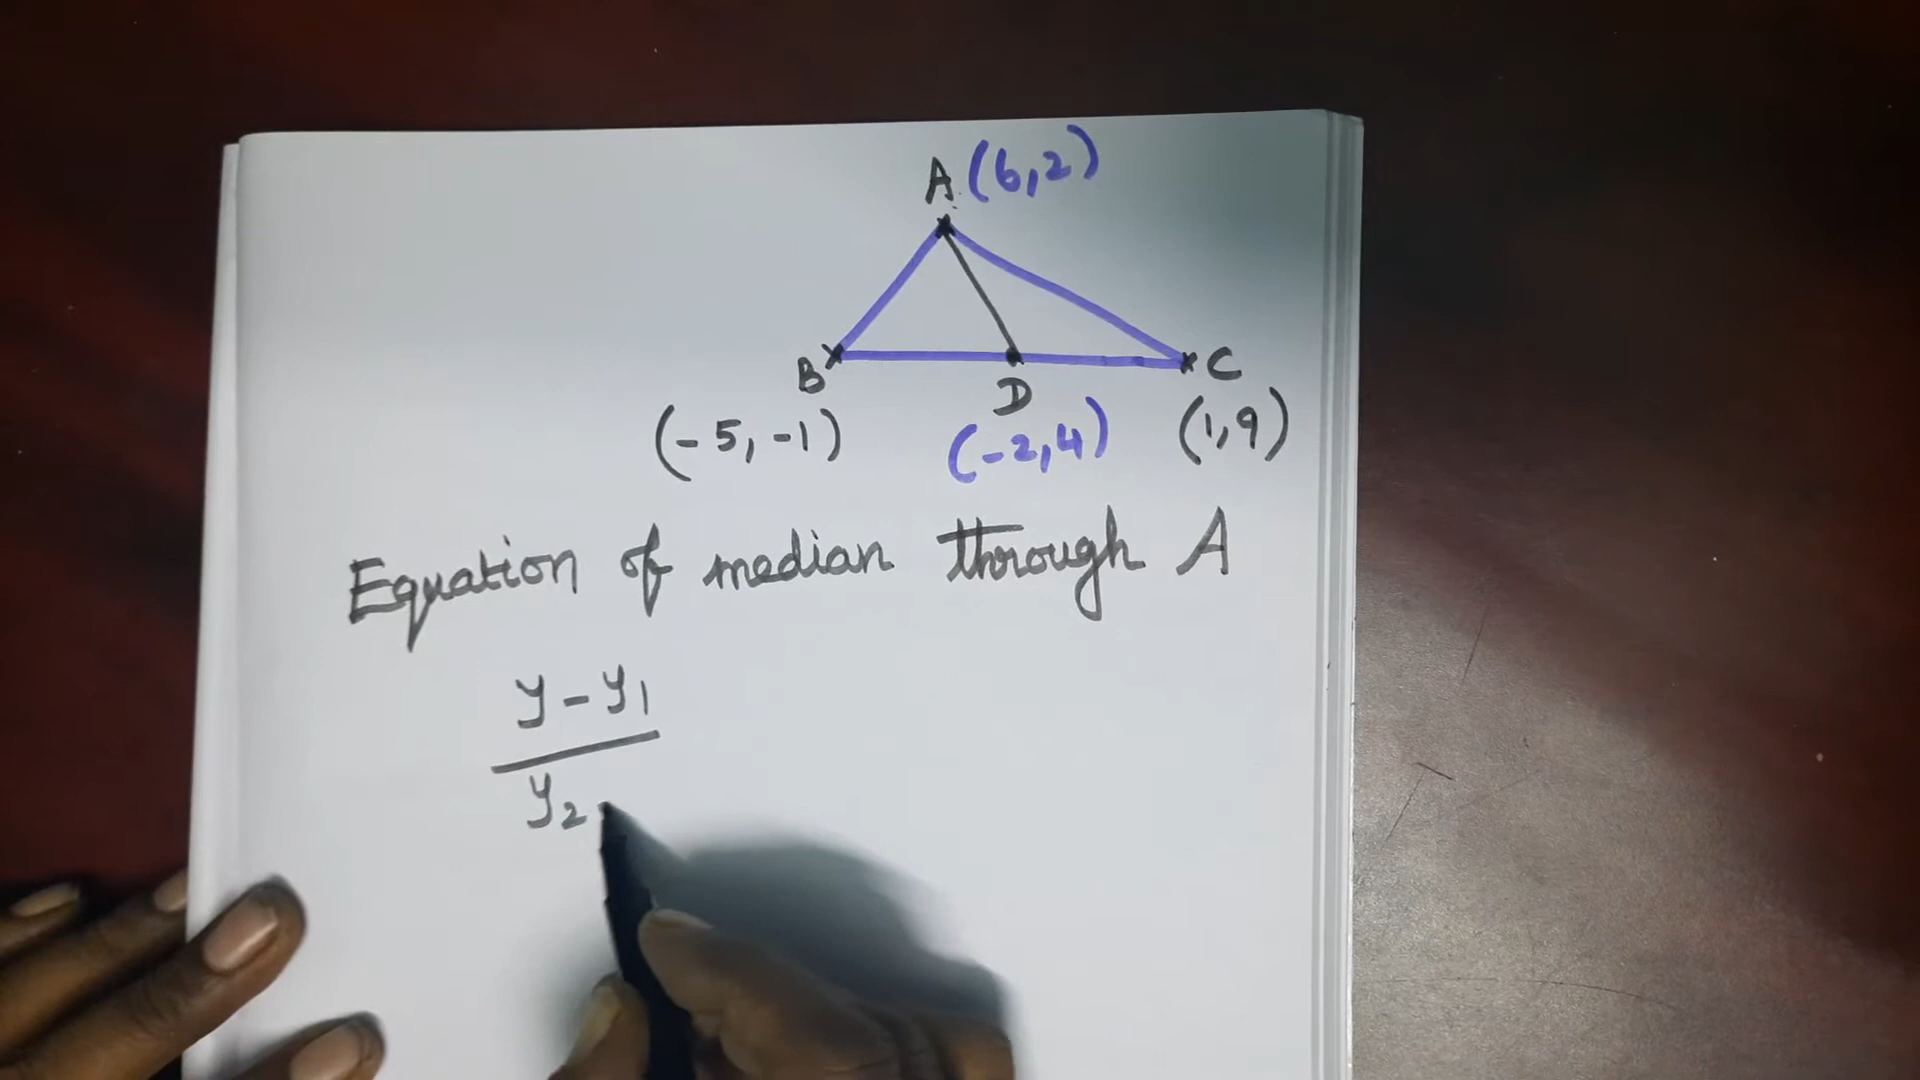 A (6,2)
B D C
(-5, -1) (-2,4) (1,9)
Equation of median through A
y - y1
y2